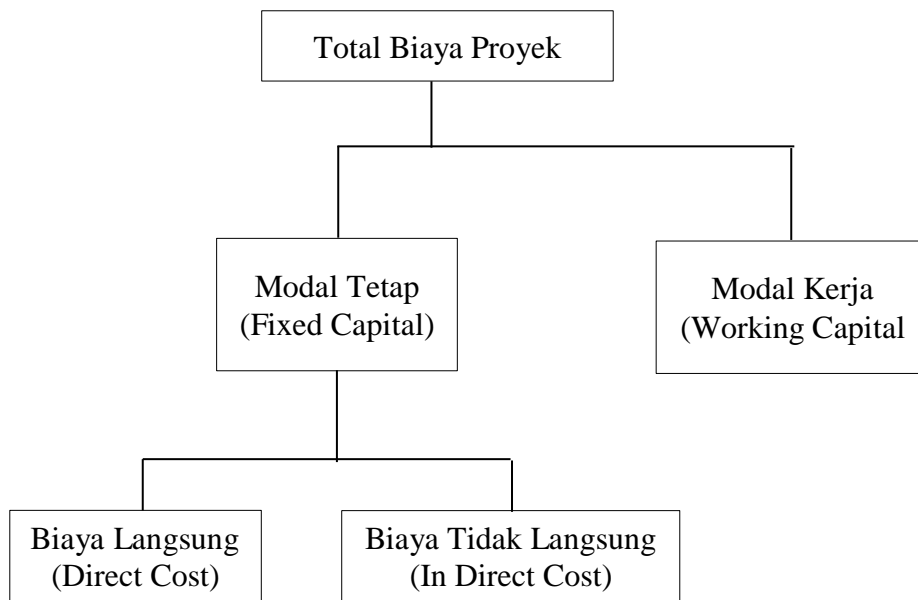 Total Biaya Proyek
Modal Tetap
(Fixed Capital)
Modal Kerja
(Working Capital
Biaya Langsung
(Direct Cost)
Biaya Tidak Langsung
(In Direct Cost)